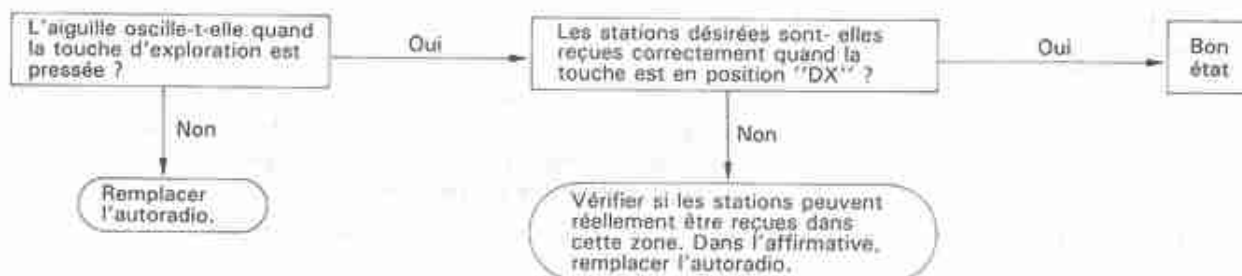 L'aiguille oscille-t-elle quand
la touche d'exploration est
pressée ?
Oui
Les stations désirées sont- elles
reçues correctement quand la
touche est en position ''DX'' ?
Oui
Bon
état
Non
Non
Remplacer
l'autoradio.
Vérifier si les stations peuvent
réellement être reçues dans
cette zone. Dans l'affirmative,
remplacer l'autoradio.